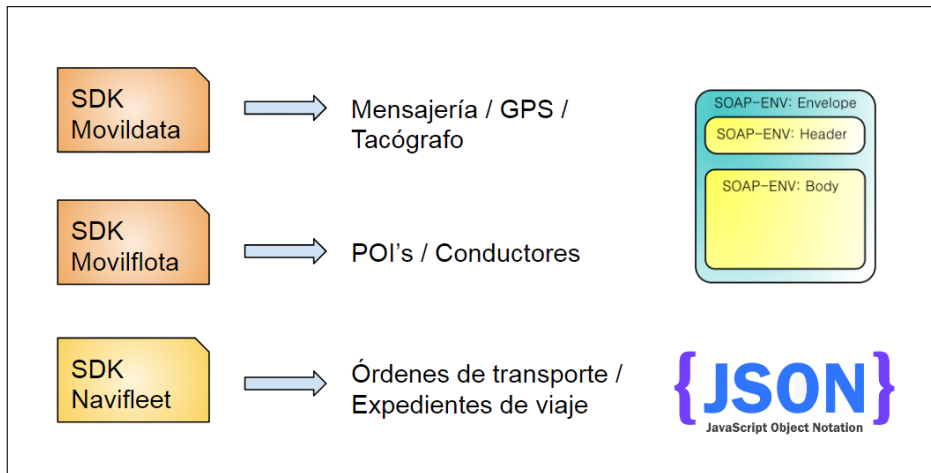 SDK
Movildata
Mensajería / GPS /
Tacógrafo
SOAP-ENV: Envelope
SOAP-ENV: Header
SOAP-ENV: Body
SDK
Movilflota
POI's / Conductores
SDK
Navifleet
Órdenes de transporte /
Expedientes de viaje
{JSON}
JavaScript Object Notation